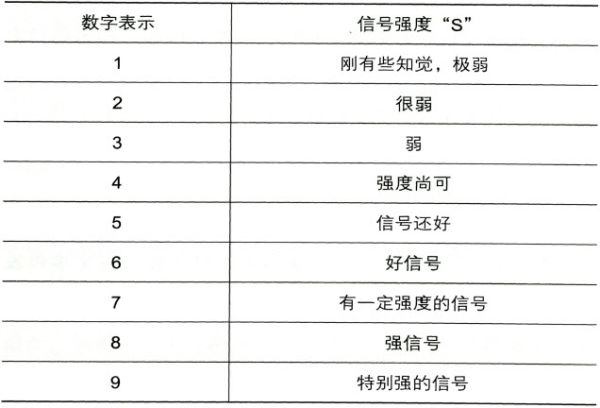 数字表示 信号强度“S”
1 刚有些知觉，极弱
2 很弱
3 弱
4 强度尚可
5 信号还好
6 好信号
7 有一定强度的信号
8 强信号
9 特别强的信号